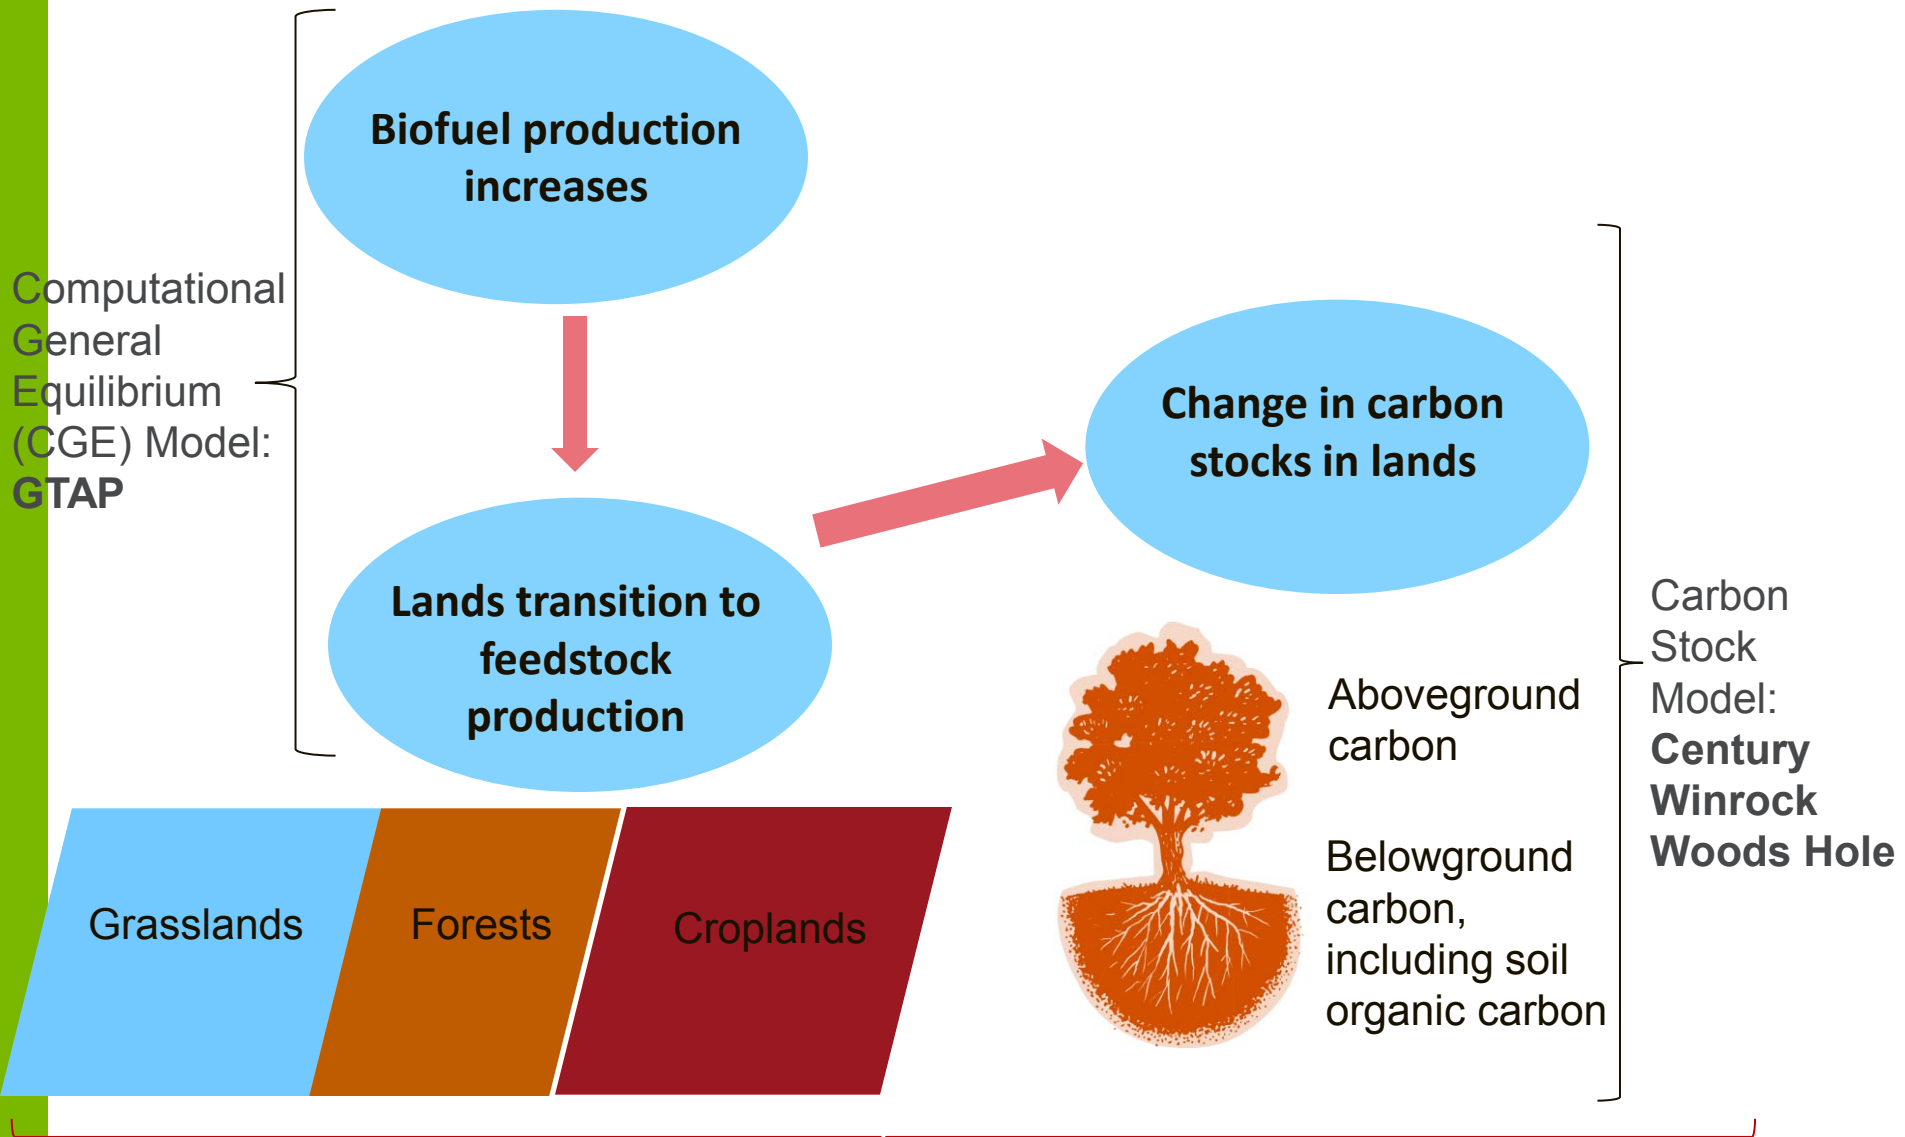 Biofuel production
increases
Computational
General
Equilibrium
(CGE) Model:
GTAP
Lands transition to
feedstock
production
Change in carbon
stocks in lands
Grasslands
Forests
Croplands
Aboveground
carbon
Belowground
carbon,
including soil
organic carbon
Carbon
Stock
Model:
Century
Winrock
Woods Hole